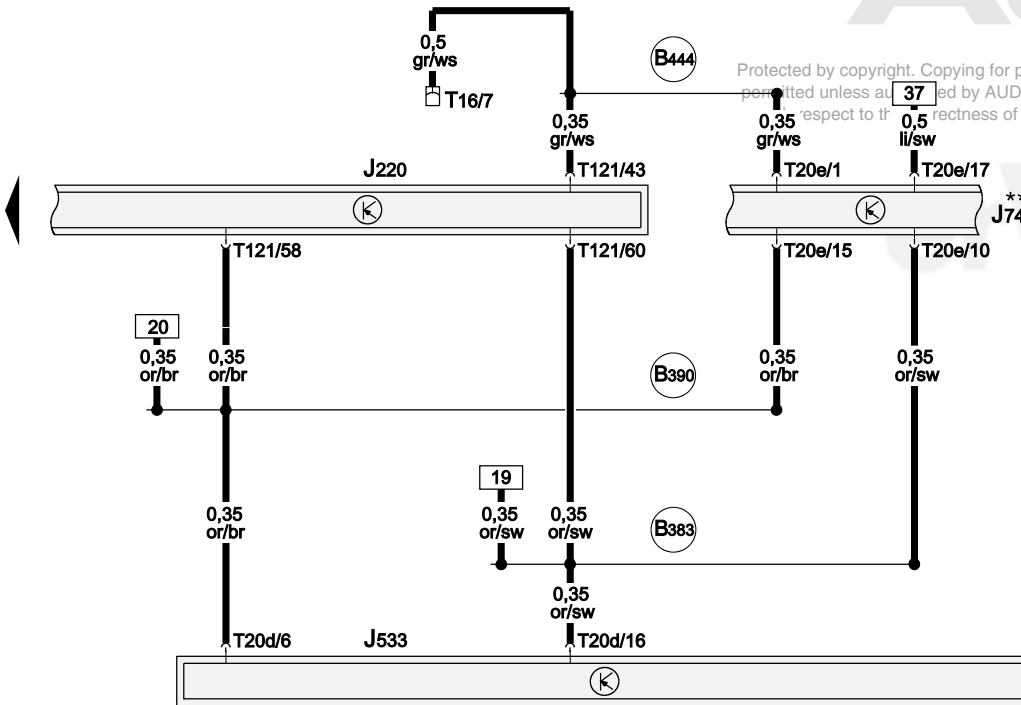 0,5
gr/ws
T16/7
B444
Protected by copyright. Copying for p
permitted unless au ed by AUD
respect to th rectness of
37
0,35
gr/ws
0,35
gr/ws
0,5
li/sw
J220
T121/43
T20e/1
T20e/17
**
J74
T121/58
T121/60
T20e/15
T20e/10
20
0,35
or/br
0,35
or/br
B390
0,35
or/br
0,35
or/sw
19
0,35
or/br
0,35
or/sw
0,35
or/sw
B383
0,35
or/sw
T20d/6
J533
T20d/16